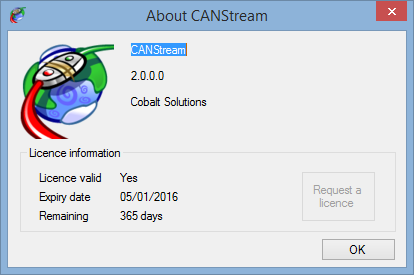 About CANStream
CANStream
2.0.0.0
Cobalt Solutions
Licence information
Licence valid Yes
Expiry date 05/01/2016
Remaining 365 days
Request a
licence
OK